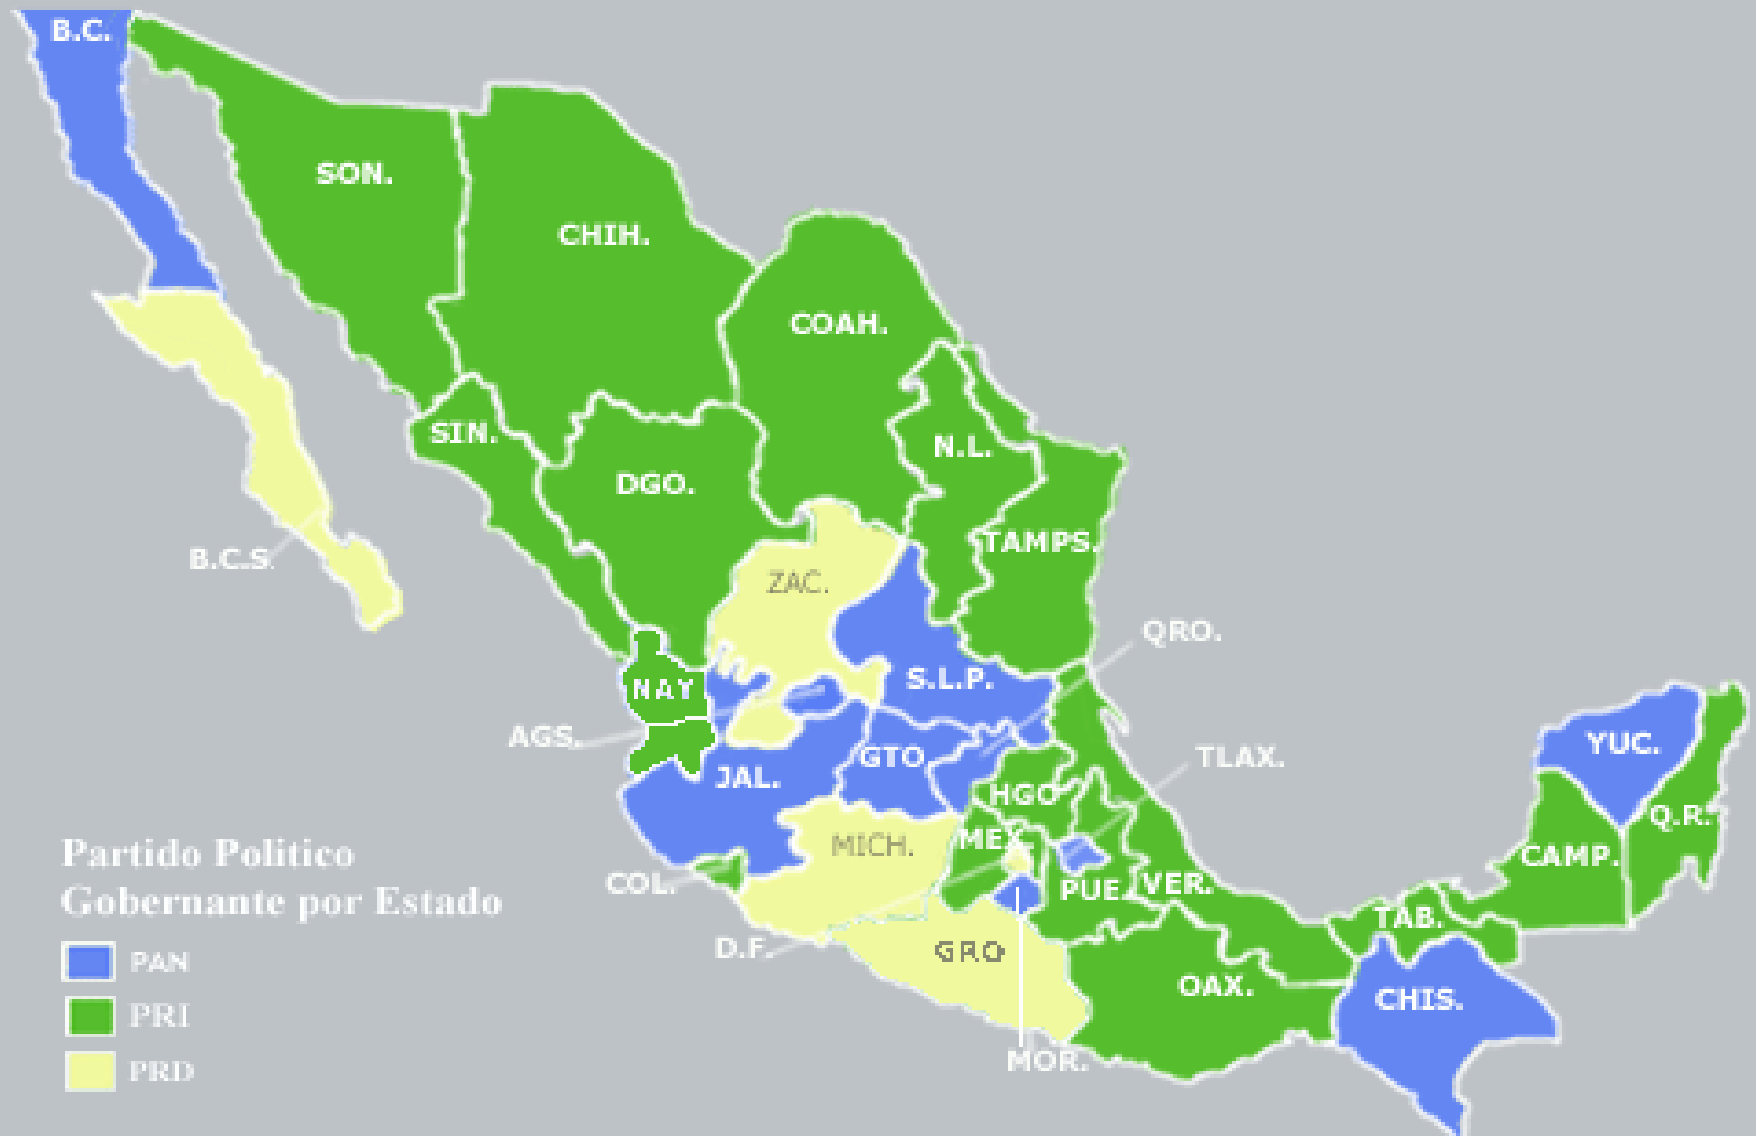 B.C.
SON.
CHIH.
COAH.
SIN.
N.L.
DGO.
TAMPS.
B.C.S.
ZAC.
QRO.
S.L.P.
NAY
AGS.
GTO.
JAL.
TLAX.
YUC.
HGO
Q.R.
MEX.
MICH.
CAMP.
COL.
PUE.
VER.
TAB.
D.F.
GRO
OAX.
CHIS.
MOR.
Partido Politico
Gobernante por Estado
PAN
PRI
PRD